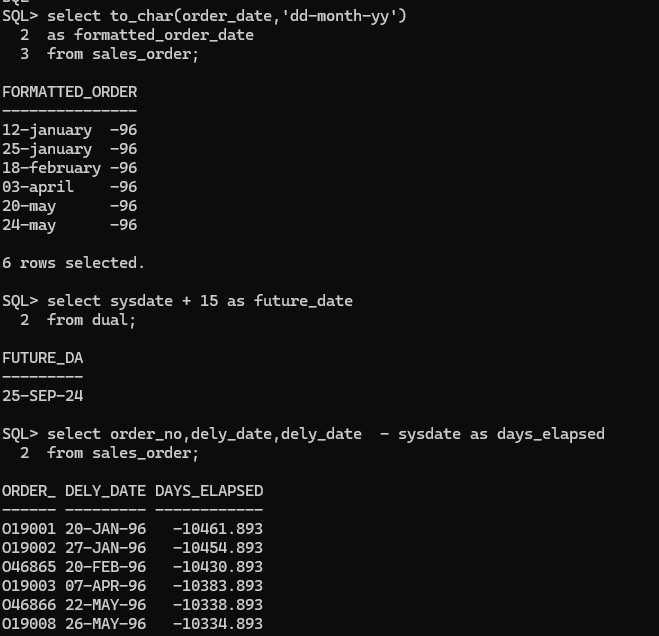 SQL> select to_char(order_date,'dd-month-yy')
  2  as formatted_order_date
  3  from sales_order;

FORMATTED_ORDER
---------------
12-january  -96
25-january  -96
18-february -96
03-april    -96
20-may      -96
24-may      -96

6 rows selected.

SQL> select sysdate + 15 as future_date
  2  from dual;

FUTURE_DA
---------
25-SEP-24

SQL> select order_no,dely_date,dely_date  - sysdate as days_elapsed
  2  from sales_order;

ORDER_ DELY_DATE DAYS_ELAPSED
------ --------- ------------
O19001 20-JAN-96   -10461.893
O19002 27-JAN-96   -10454.893
O46865 20-FEB-96   -10430.893
O19003 07-APR-96   -10383.893
O46866 22-MAY-96   -10338.893
O19008 26-MAY-96   -10334.893